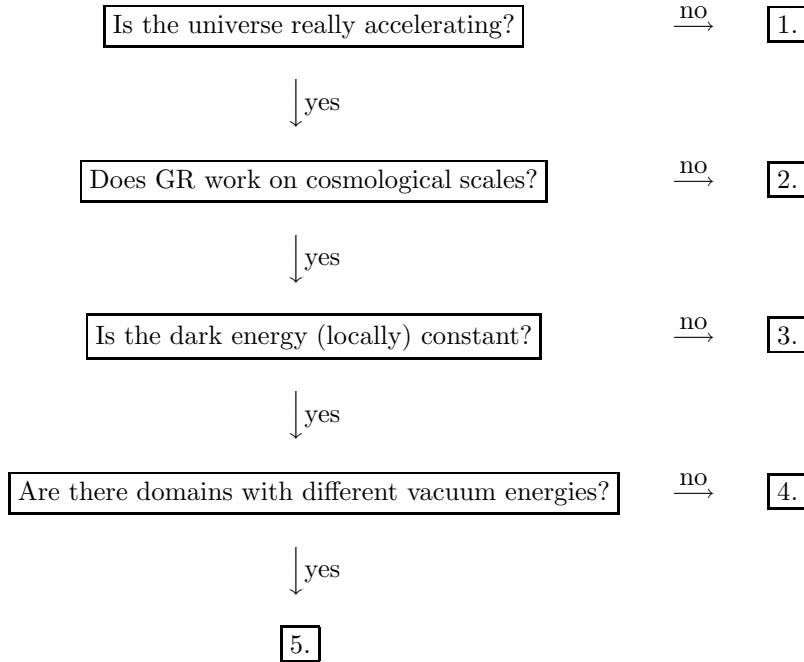 Is the universe really accelerating? no 1.
yes
Does GR work on cosmological scales? no 2.
yes
Is the dark energy (locally) constant? no 3.
yes
Are there domains with different vacuum energies? no 4.
yes
5.